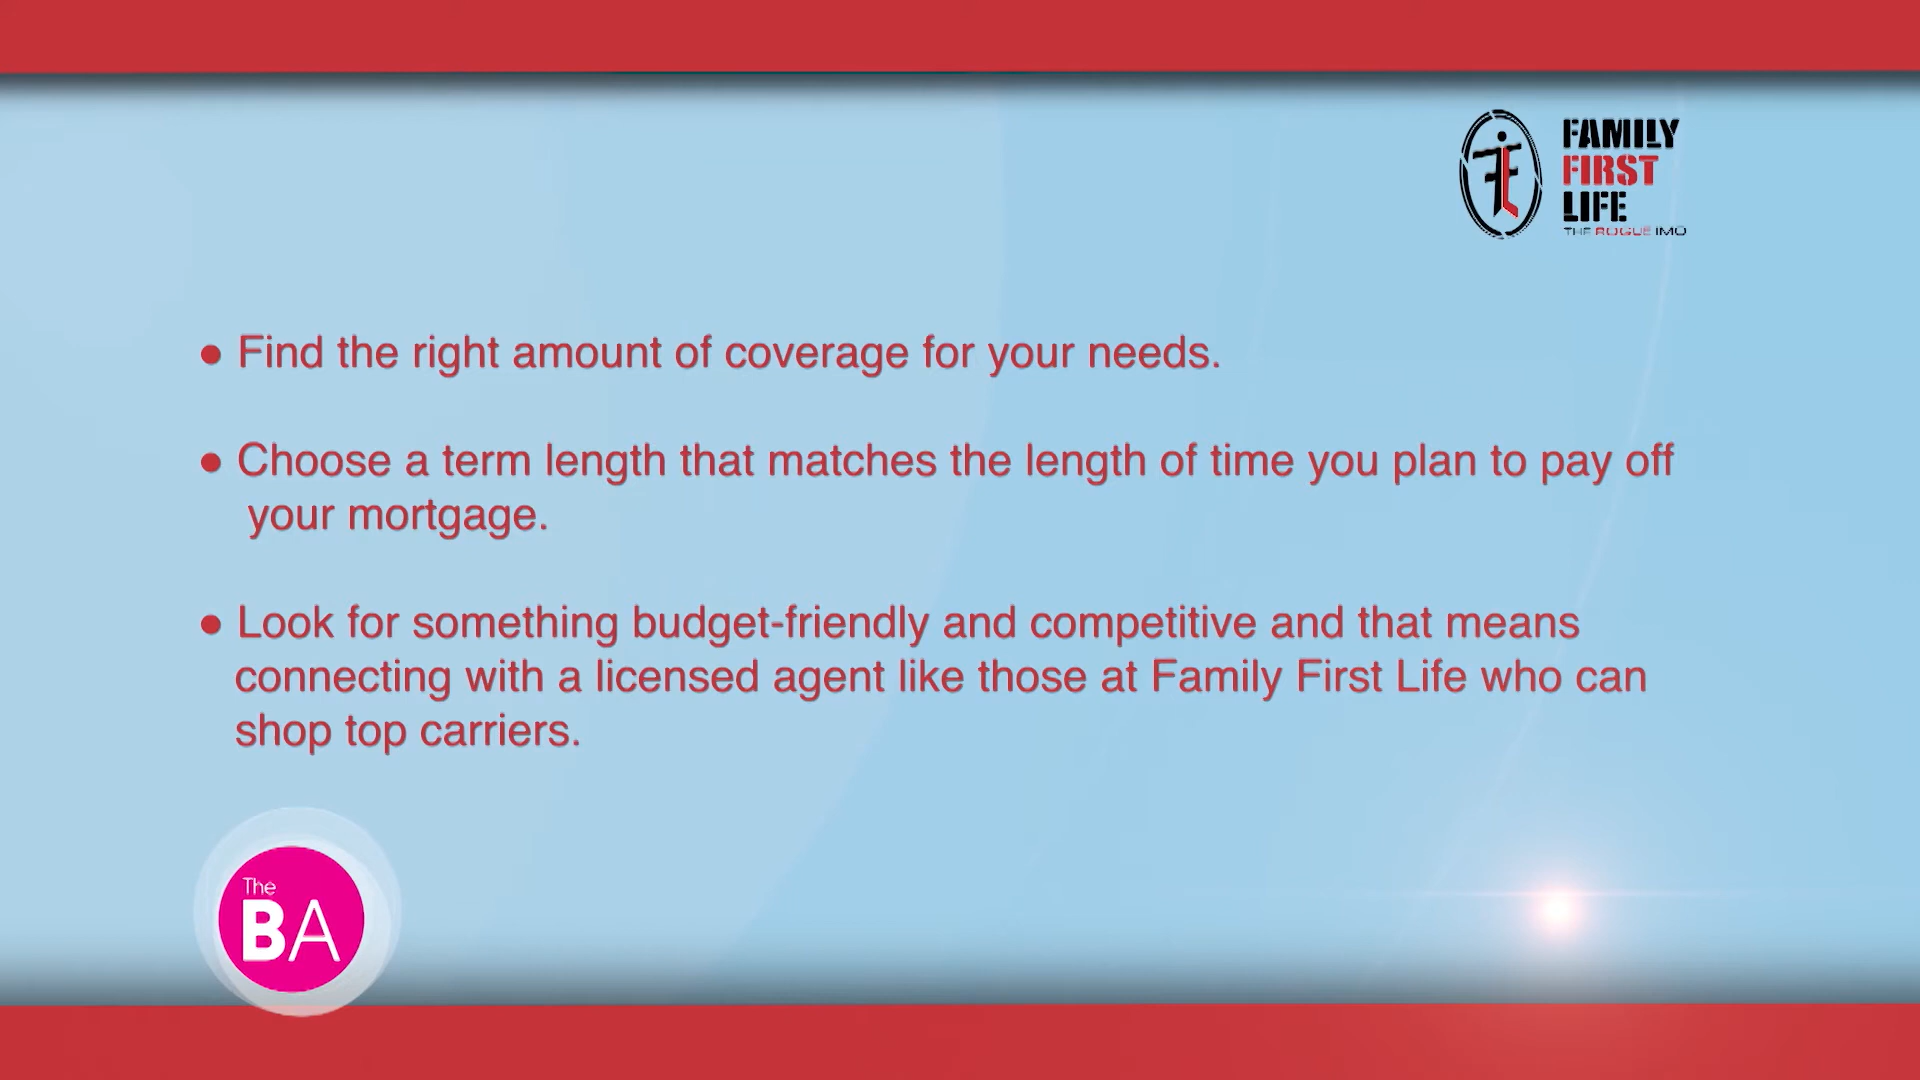 FAMILY
FIRST
LIFE
THE ROGUE IMO
● Find the right amount of coverage for your needs.
● Choose a term length that matches the length of time you plan to pay off
your mortgage.
● Look for something budget-friendly and competitive and that means
connecting with a licensed agent like those at Family First Life who can
shop top carriers.
The
BA